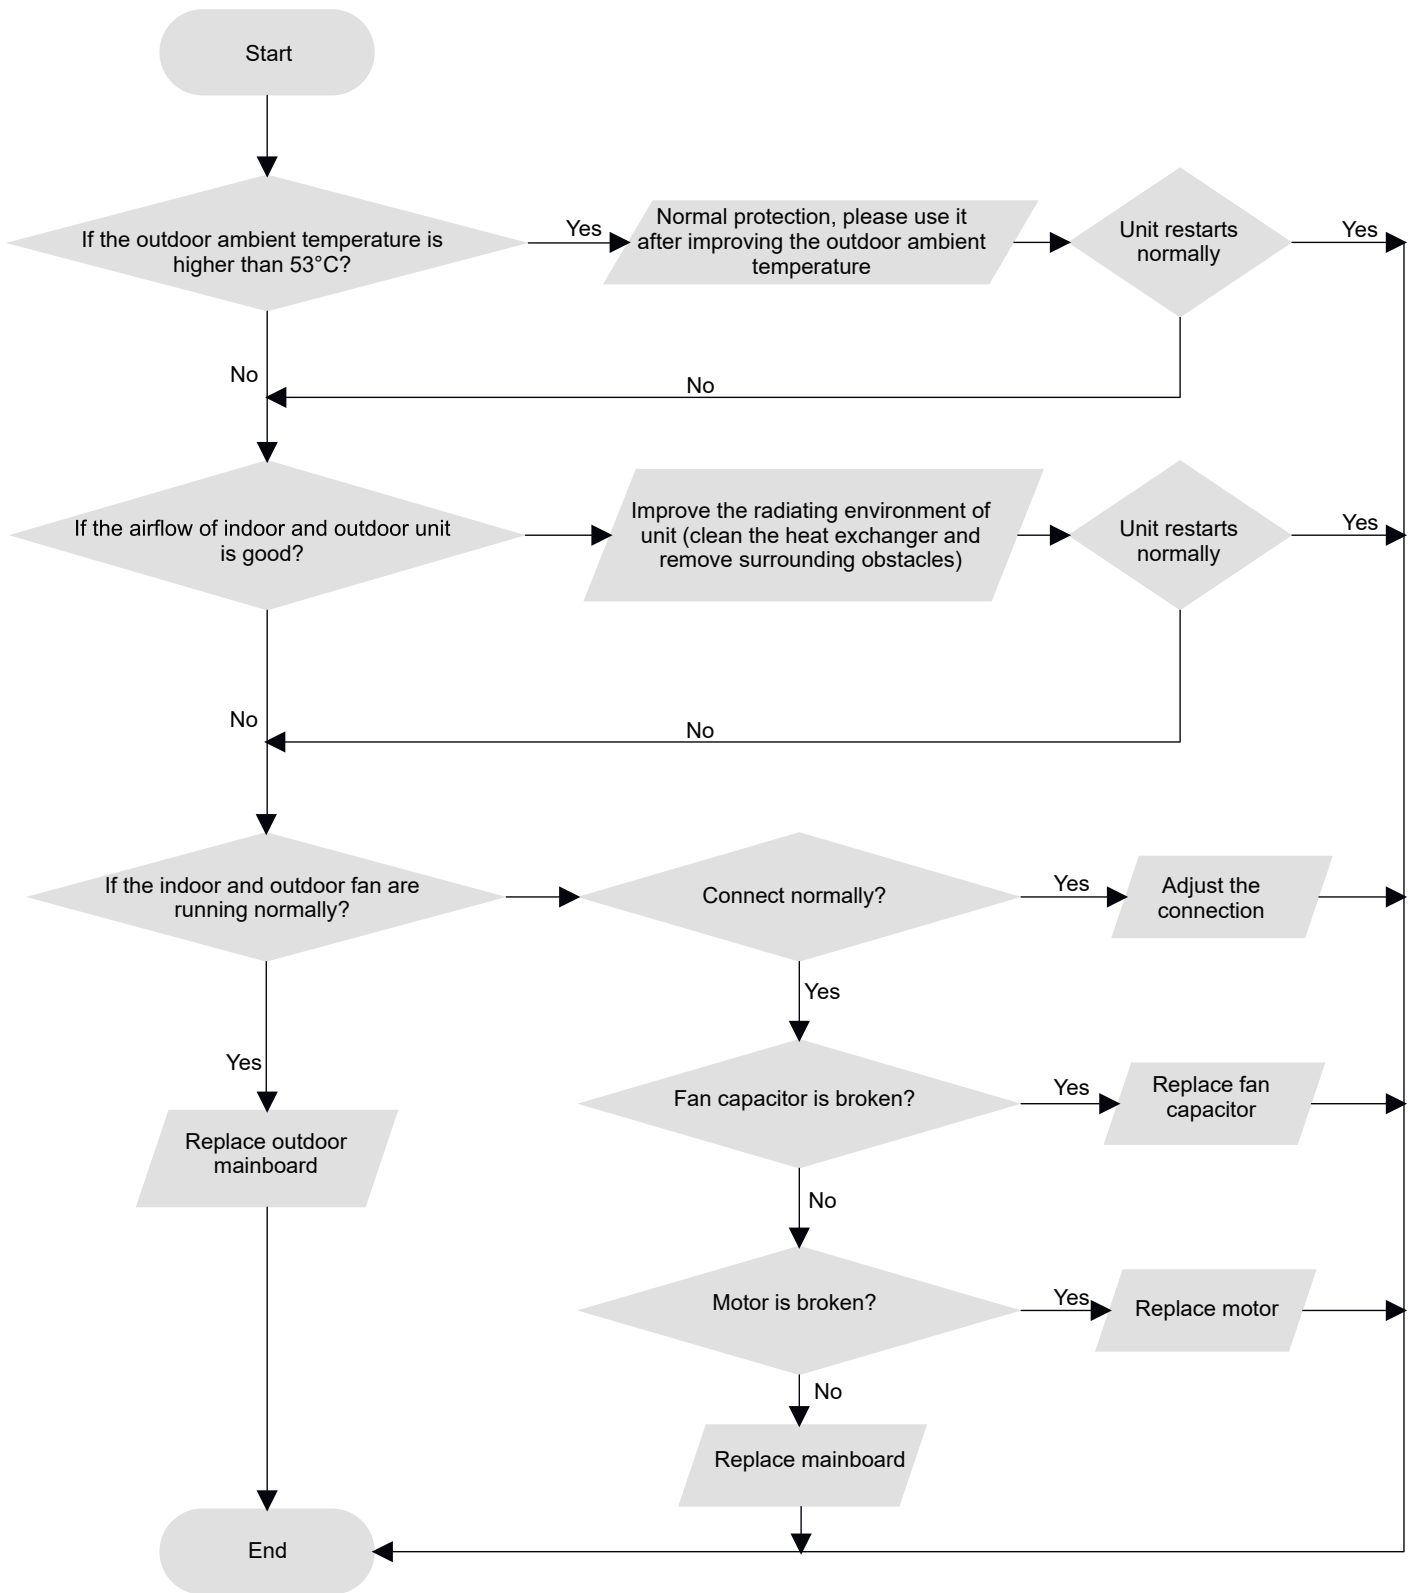 Start
If the outdoor ambient temperature is
higher than 53°C?
Yes
Normal protection, please use it
after improving the outdoor ambient
temperature
Unit restarts
normally
Yes
No
No
If the airflow of indoor and outdoor unit
is good?
Improve the radiating environment of
unit (clean the heat exchanger and
remove surrounding obstacles)
Unit restarts
normally
Yes
No
No
If the indoor and outdoor fan are
running normally?
Connect normally?
Yes
Adjust the
connection
Yes
Yes
Fan capacitor is broken?
Yes
Replace fan
capacitor
Replace outdoor
mainboard
No
Motor is broken?
Yes
Replace motor
No
Replace mainboard
End